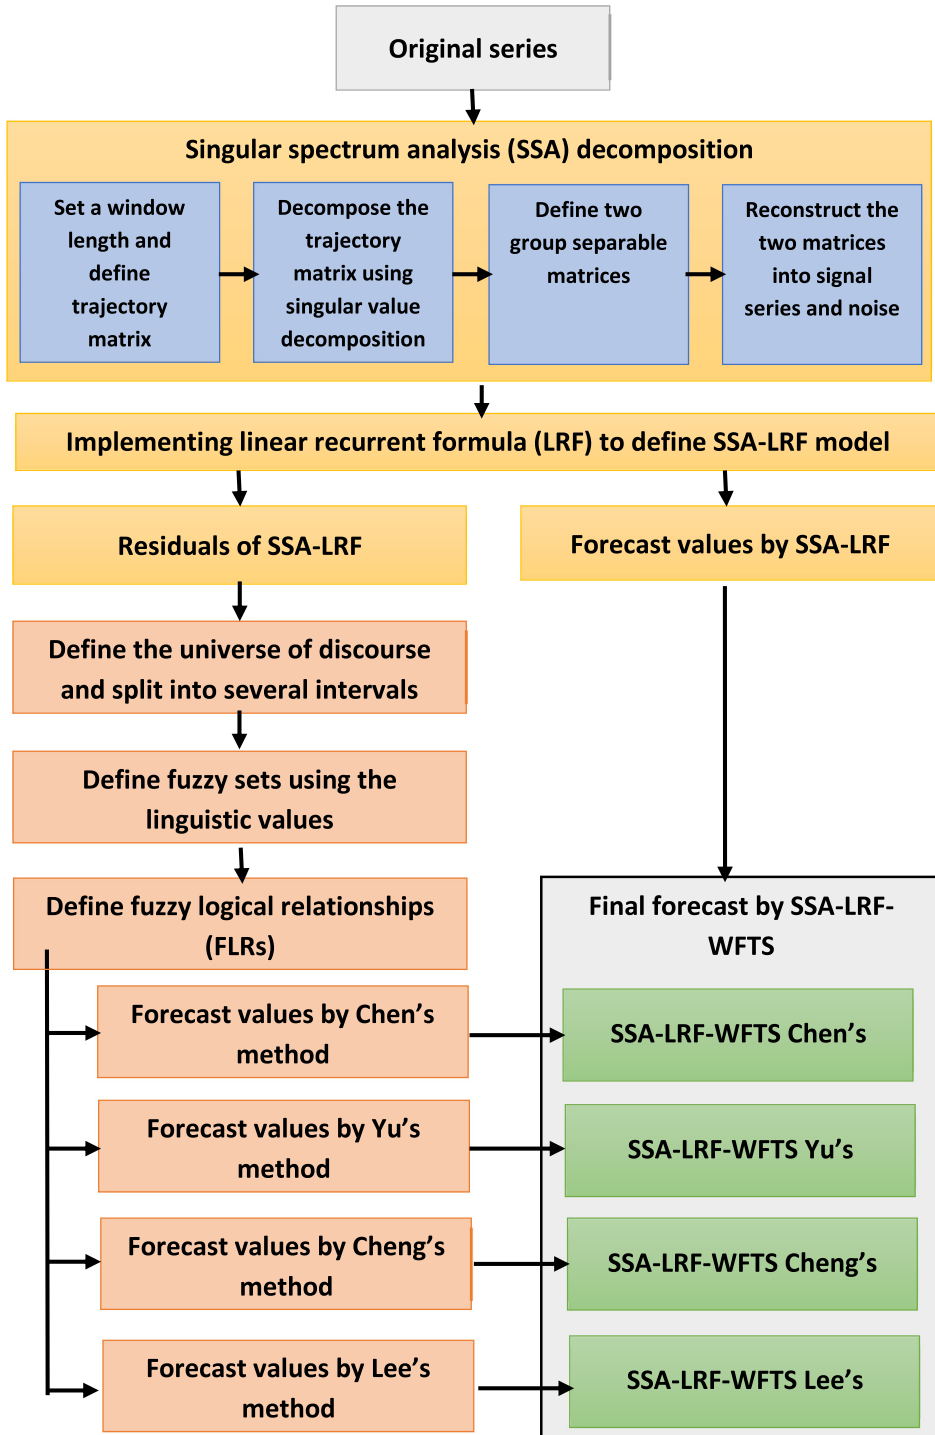 Original series
Singular spectrum analysis (SSA) decomposition
Set a window
length and
define
trajectory
matrix
Decompose the
trajectory
matrix using
singular value
decomposition
Define two
group separable
matrices
Reconstruct the
two matrices
into signal
series and noise
Implementing linear recurrent formula (LRF) to define SSA-LRF model
Residuals of SSA-LRF
Forecast values by SSA-LRF
Define the universe of discourse
and split into several intervals
Define fuzzy sets using the
linguistic values
Define fuzzy logical relationships
(FLRs)
Final forecast by SSA-LRF-
WFTS
Forecast values by Chen’s
method
SSA-LRF-WFTS Chen’s
Forecast values by Yu’s
method
SSA-LRF-WFTS Yu’s
Forecast values by Cheng’s
method
SSA-LRF-WFTS Cheng’s
Forecast values by Lee’s
method
SSA-LRF-WFTS Lee’s